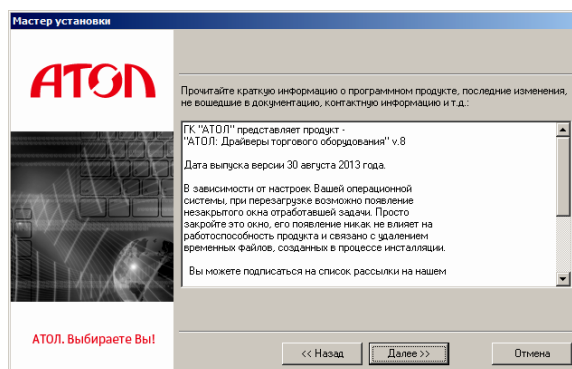 Мастер установки
АТОЛ
Прочитайте краткую информацию о программном продукте, последние изменения,
не вошедшие в документацию, контактную информацию и т.д.:
ГК "АТОЛ" представляет продукт -
"АТОЛ: Драйверы торгового оборудования" v.8
Дата выпуска версии 30 августа 2013 года.
В зависимости от настроек Вашей операционной
системы, при перезагрузке возможно появление
незакрытого окна отработавшей задачи. Просто
закройте это окно, его появление никак не влияет на
работоспособность продукта и связано с удалением
временных файлов, созданных в процессе инсталляции.
Вы можете подписаться на список рассылки на нашем
АТОЛ. Выбираете Вы!
<< Назад
Далее >>
Отмена